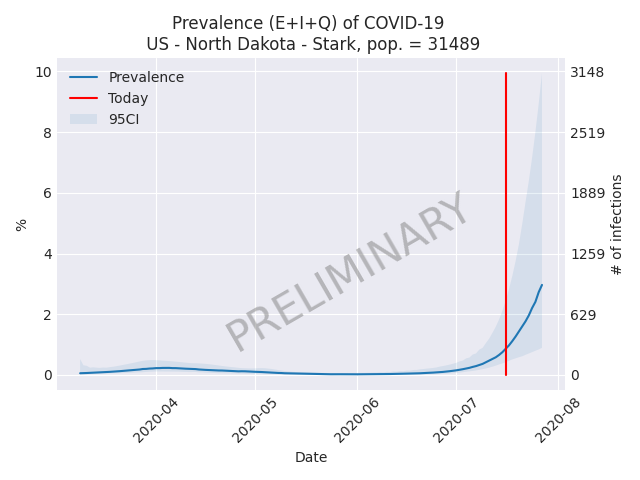 Prevalence (E+I+Q) of COVID-19
US - North Dakota - Stark, pop. = 31489
10
8
6
4
2
0
%
Prevalence
Today
95CI
PRELIMINARY
3148
2519
1889
1259
629
0
# of infections
2020-04
2020-05
2020-06
2020-07
2020-08
Date